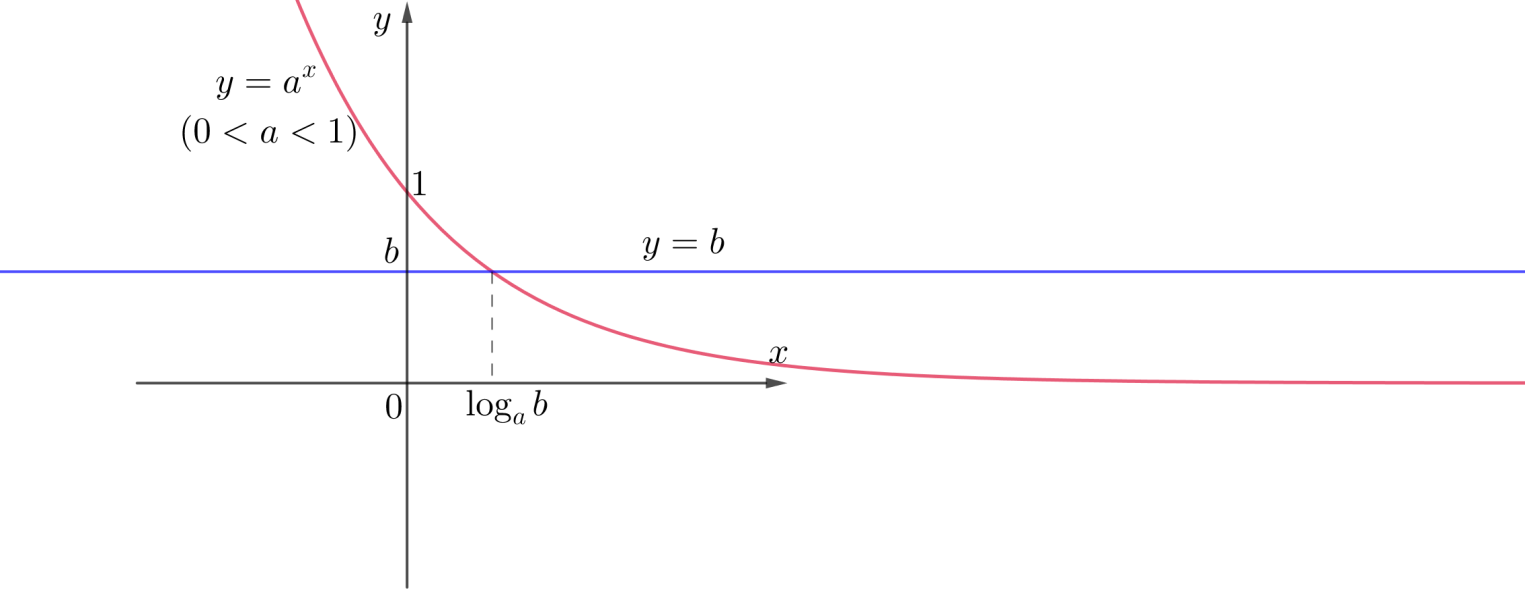 y
y = a^x
(0 < a < 1)
1
b
y = b
x
0
log_a b